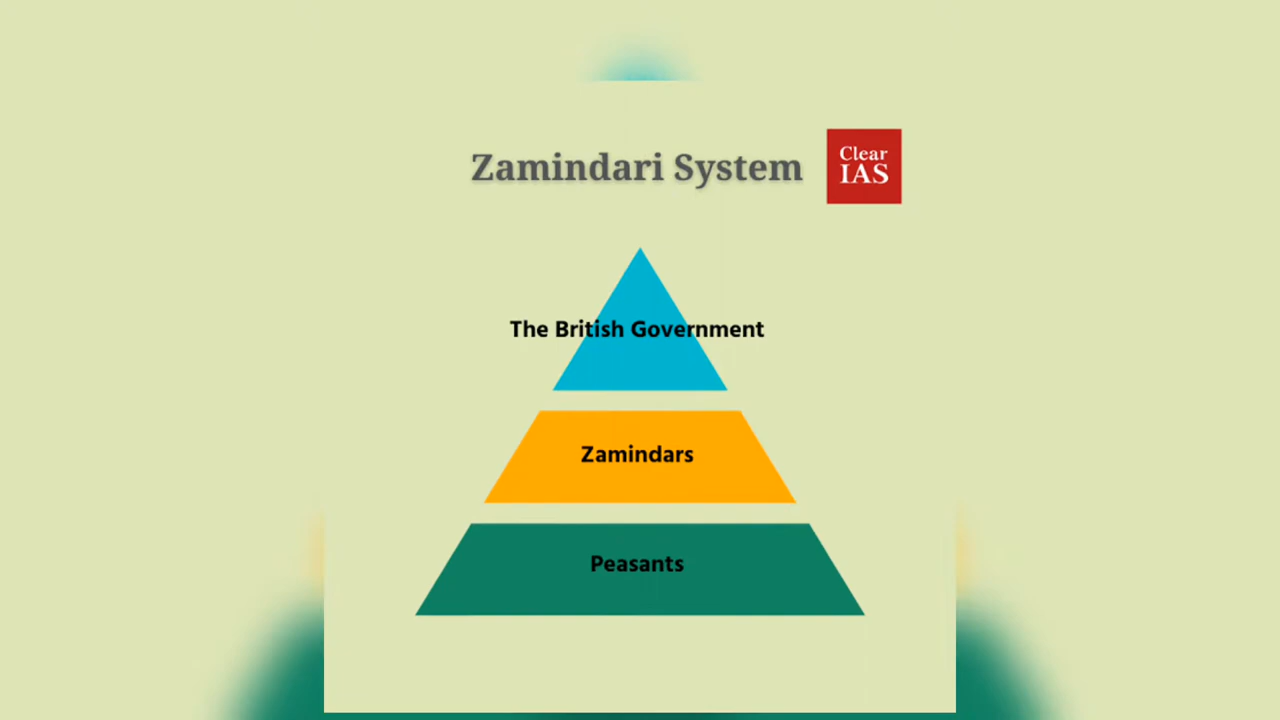 Zamindari System
Clear
IAS
The British Government
Zamindars
Peasants